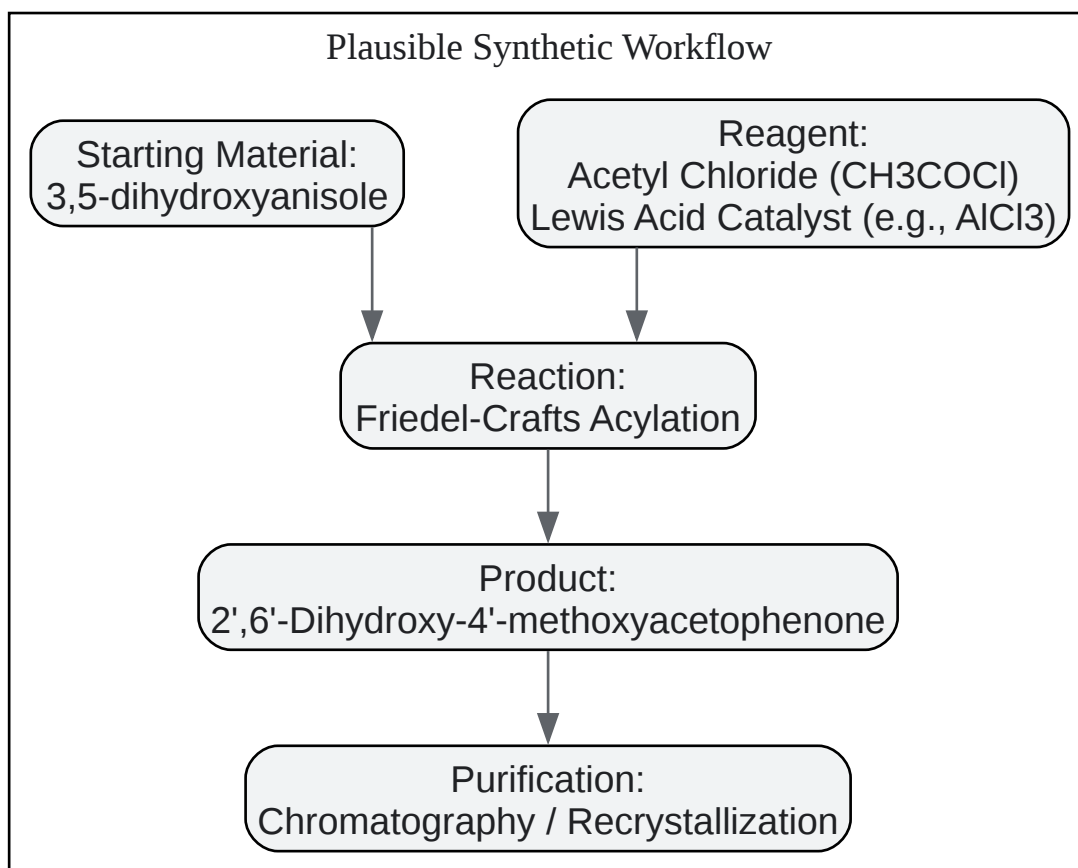 Plausible Synthetic Workflow
Starting Material:
3,5-dihydroxyanisole
Reagent:
Acetyl Chloride (CH3COCl)
Lewis Acid Catalyst (e.g., AlCl3)
Reaction:
Friedel-Crafts Acylation
Product:
2',6'-Dihydroxy-4'-methoxyacetophenone
Purification:
Chromatography / Recrystallization